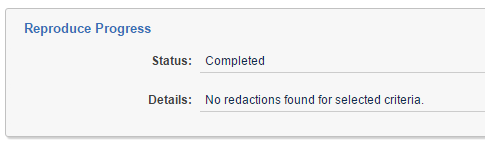 Reproduce Progress
Status: Completed
Details: No redactions found for selected criteria.